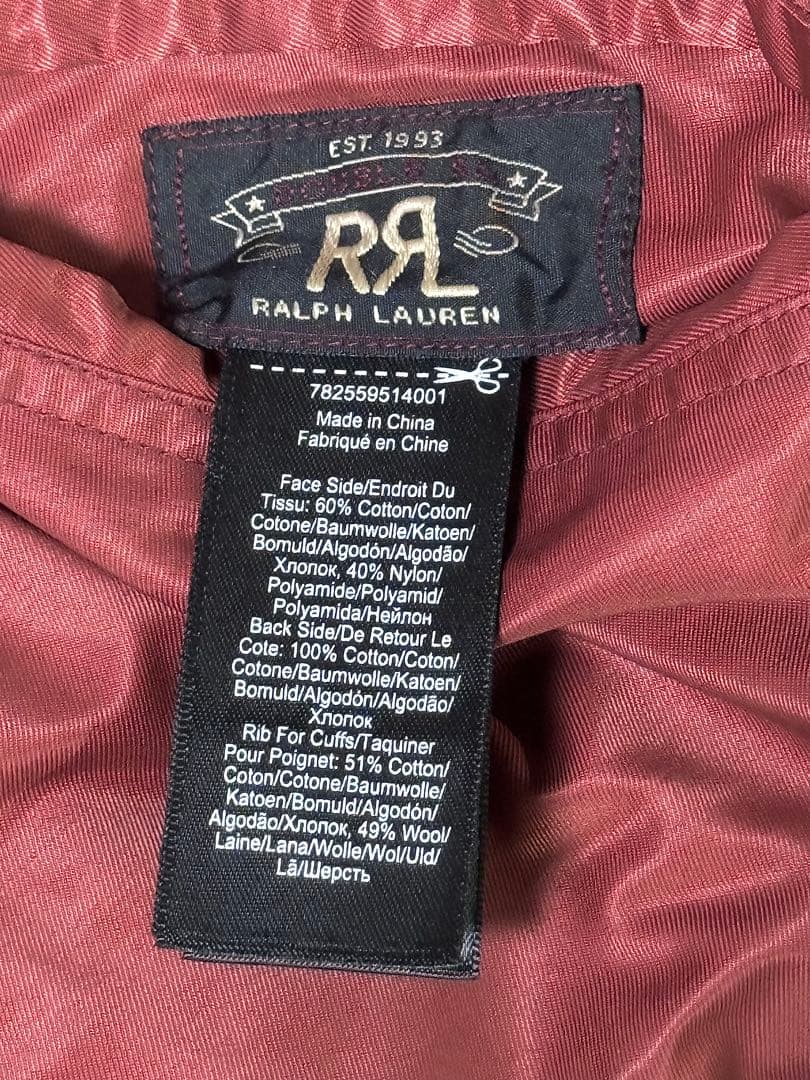 EST. 1993
DOUBLE RL
RRL
RALPH LAUREN
782559514001
Made in China
Fabriqué en Chine
Face Side/Endroit Du
Tissu: 60% Cotton/Coton/
Cotone/Baumwolle/Katoen/
Bomuld/Algodón/Algodão/
Хлопок, 40% Nylon/
Polyamide/Polyamid/
Polyamida/Нейлон
Back Side/De Retour Le
Cote: 100% Cotton/Coton/
Cotone/Baumwolle/Katoen/
Bomuld/Algodón/Algodão/
Хлопок
Rib For Cuffs/Taquiner
Pour Poignet: 51% Cotton/
Coton/Cotone/Baumwolle/
Katoen/Bomuld/Algodón/
Algodão/Хлопок, 49% Wool/
Laine/Lana/Wolle/Wol/Uld/
Lã/Шерсть